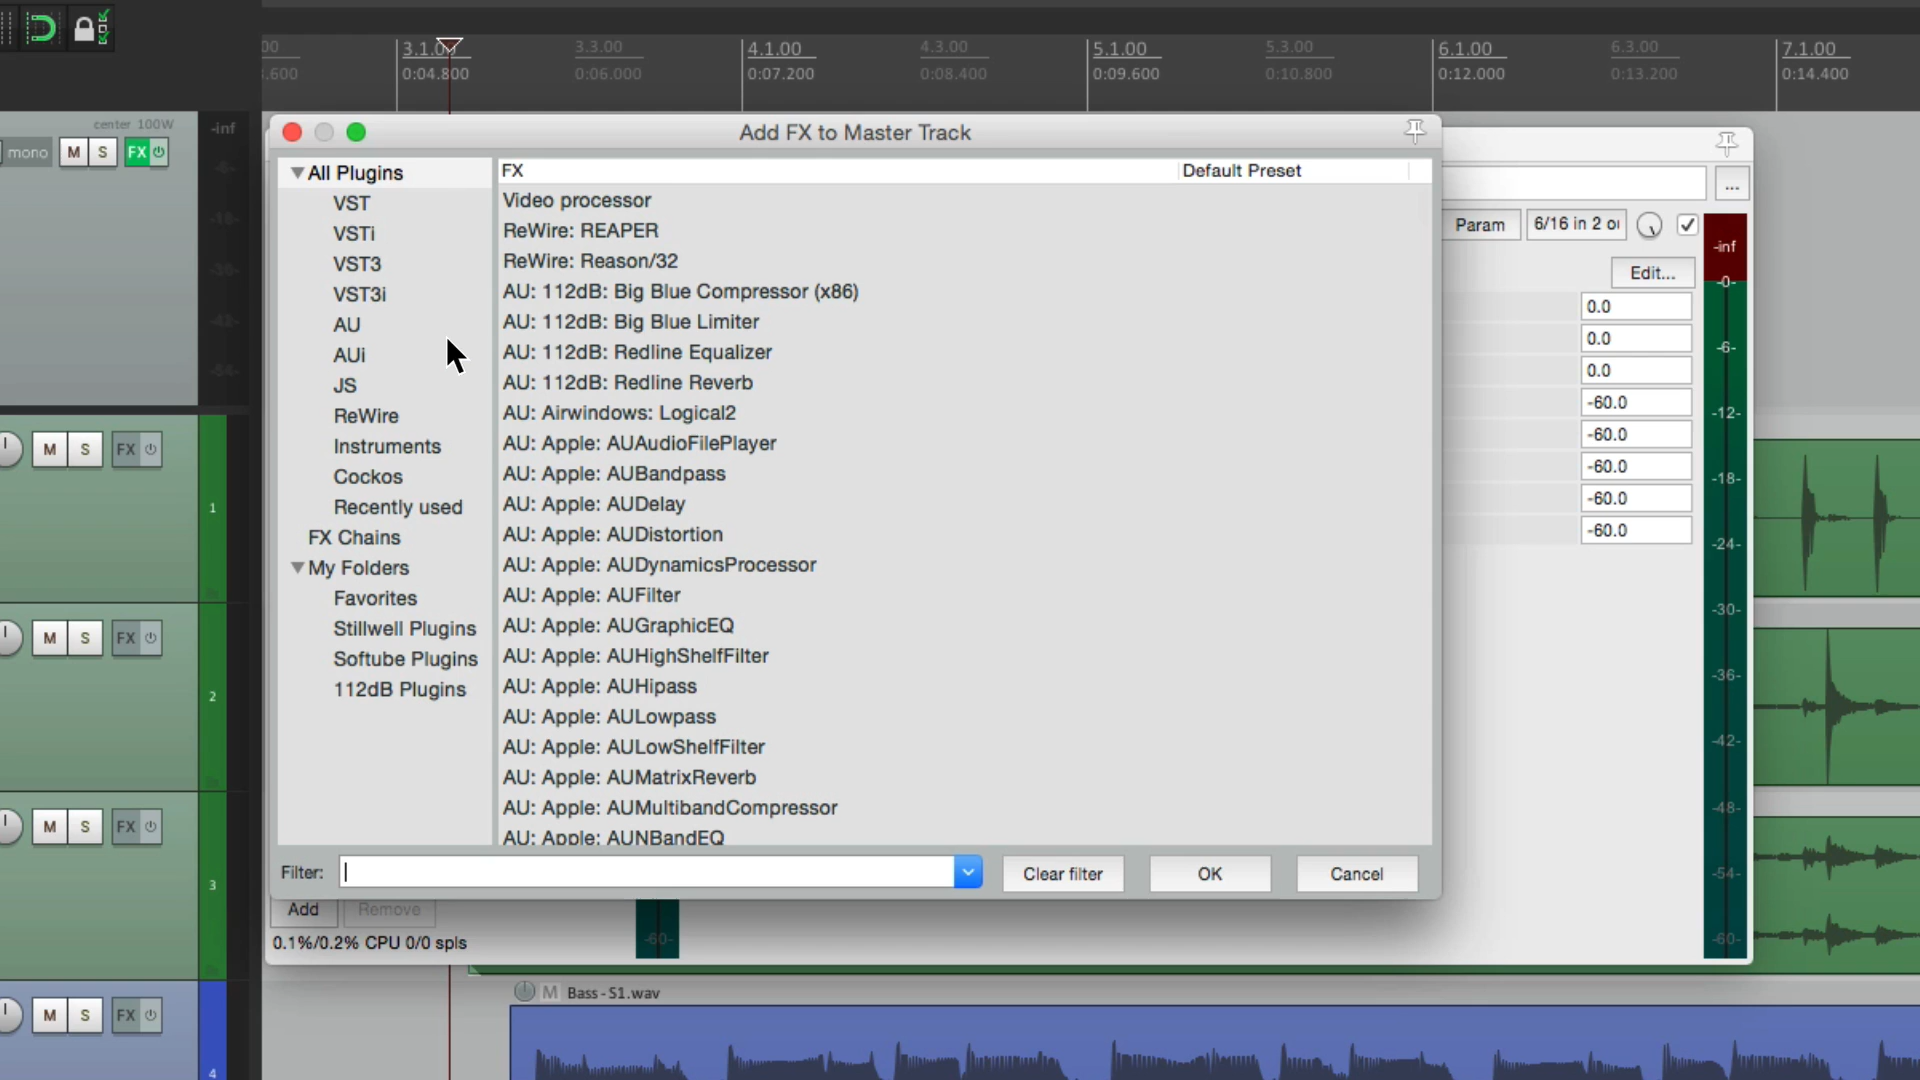 00
3.1.00
3.3.00
4.1.00
4.3.00
5.1.00
5.3.00
6.1.00
6.3.00
7.1.00
:.600
0:04.800
0:06.000
0:07.200
0:08.400
0:09.600
0:10.800
0:12.000
0:13.200
0:14.400
center 100W
-inf
mono
M
S
FX
Add FX to Master Track
All Plugins
VST
VSTi
VST3
VST3i
AU
AUi
JS
ReWire
Instruments
Cockos
Recently used
FX Chains
My Folders
Favorites
Stillwell Plugins
Softube Plugins
112dB Plugins
FX
Default Preset
Video processor
ReWire: REAPER
ReWire: Reason/32
AU: 112dB: Big Blue Compressor (x86)
AU: 112dB: Big Blue Limiter
AU: 112dB: Redline Equalizer
AU: 112dB: Redline Reverb
AU: Airwindows: Logical2
AU: Apple: AUAudioFilePlayer
AU: Apple: AUBandpass
AU: Apple: AUDelay
AU: Apple: AUDistortion
AU: Apple: AUDynamicsProcessor
AU: Apple: AUFilter
AU: Apple: AUGraphicEQ
AU: Apple: AUHighShelfFilter
AU: Apple: AUHipass
AU: Apple: AULowpass
AU: Apple: AULowShelfFilter
AU: Apple: AUMatrixReverb
AU: Apple: AUMultibandCompressor
AU: Apple: AUNBandEQ
Filter:
Clear filter
OK
Cancel
...
Param
6/16 in 2 o
Edit...
0.0
0.0
0.0
-60.0
-60.0
-60.0
-60.0
-60.0
-inf
-0-
-6-
-12-
-18-
-24-
-30-
-36-
-42-
-48-
-54-
-60-
M
S
FX
1
M
S
FX
2
M
S
FX
3
M
S
FX
4
Add
Remove
0.1%/0.2% CPU 0/0 spls
-60-
M
Bass-S1.wav